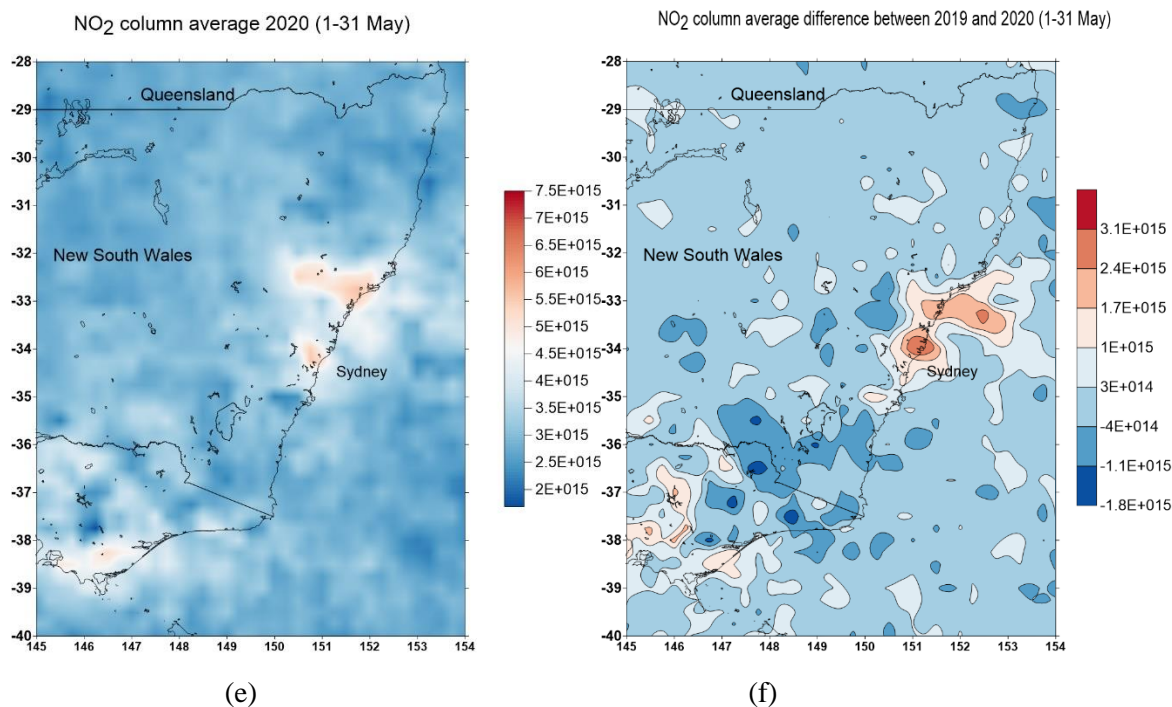 NO2 column average 2020 (1-31 May)
-28
-29
-30
-31
-32
-33
-34
-35
-36
-37
-38
-39
-40
Queensland
New South Wales
Sydney
145 146 147 148 149 150 151 152 153 154
7.5E+015
7E+015
6.5E+015
6E+015
5.5E+015
5E+015
4.5E+015
4E+015
3.5E+015
3E+015
2.5E+015
2E+015
(e)
NO2 column average difference between 2019 and 2020 (1-31 May)
-28
-29
-30
-31
-32
-33
-34
-35
-36
-37
-38
-39
-40
Queensland
New South Wales
Sydney
145 146 147 148 149 150 151 152 153 154
3.1E+015
2.4E+015
1.7E+015
1E+015
3E+014
-4E+014
-1.1E+015
-1.8E+015
(f)